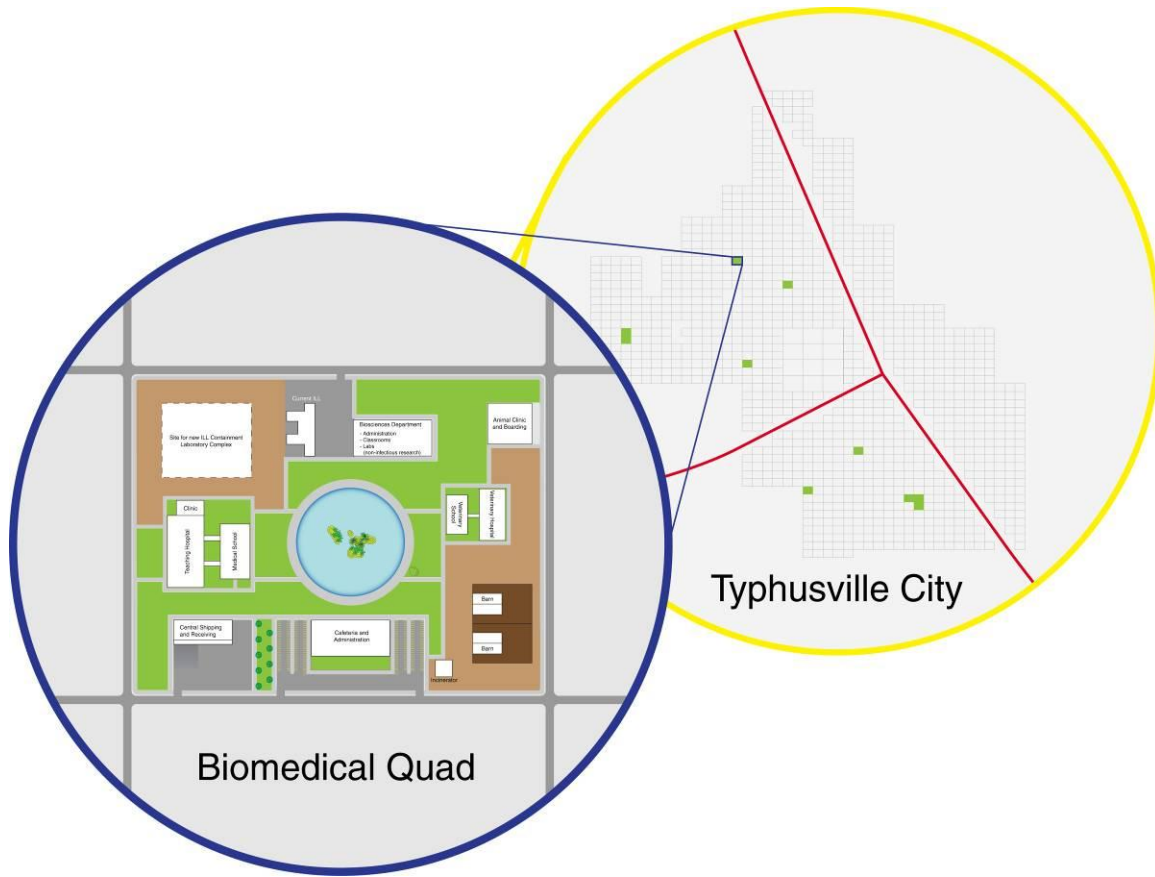 Current ILL
Site for new ILL Containment
Laboratory Complex
Biosciences Department
- Administration
- Classrooms
- Labs
(non-infectious research)
Animal Clinic
and Boarding
Clinic
Teaching Hospital
Medical School
Veterinary
School
Veterinary Hospital
Barn
Barn
Central Shipping
and Receiving
Cafeteria and
Administration
Incinerator
Biomedical Quad
Typhusville City